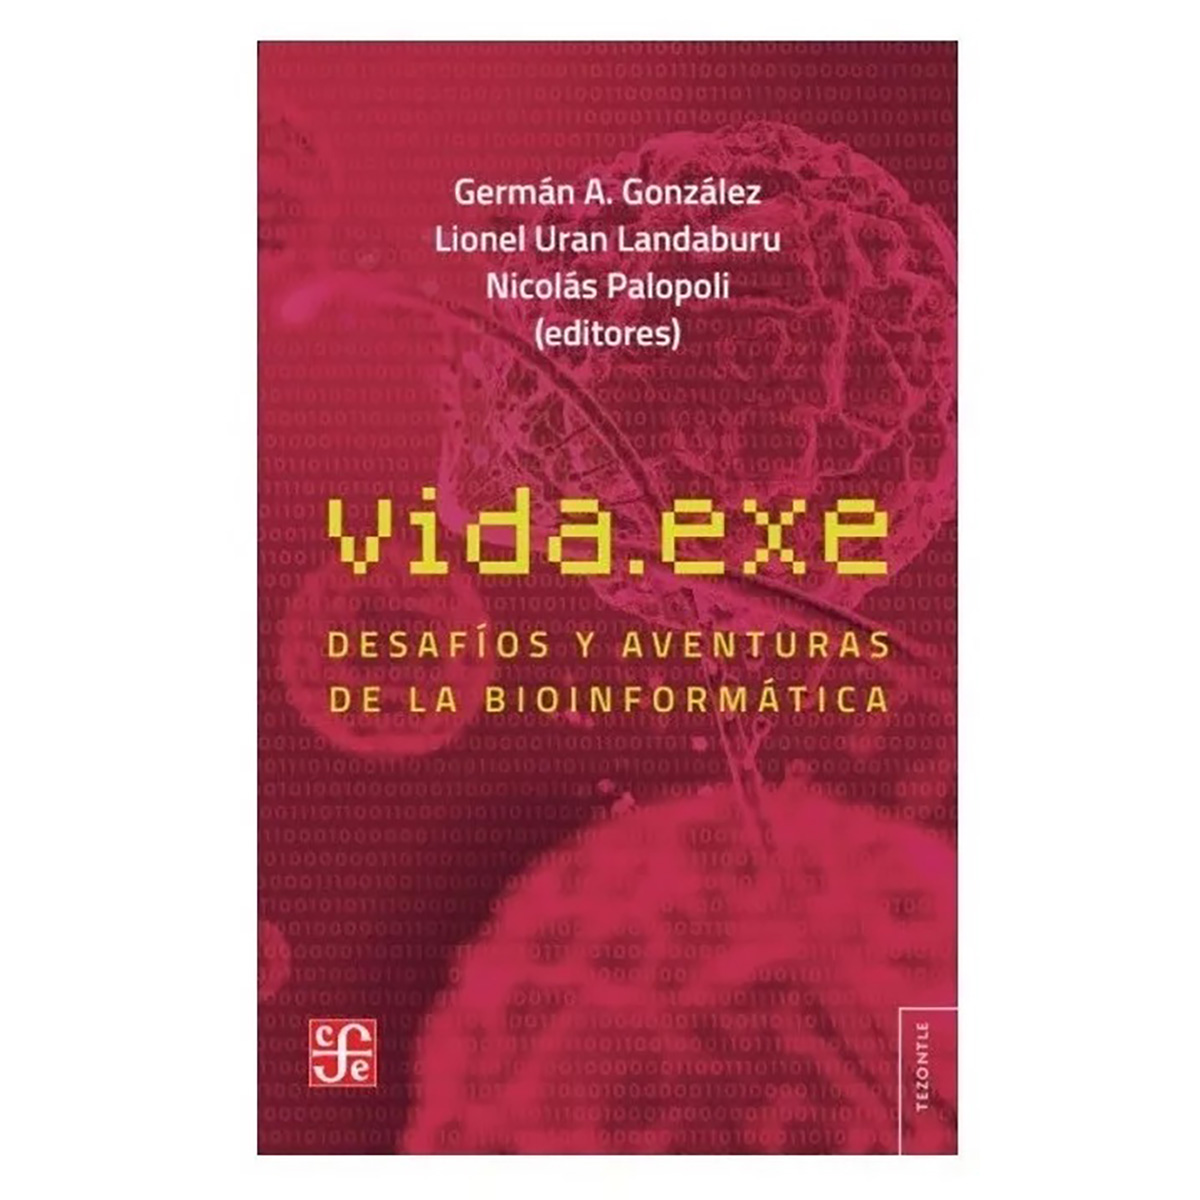 Germán A. González
Lionel Uran Landaburu
Nicolás Palopoli
(editores)
vida.exe
DESAFÍOS Y AVENTURAS
DE LA BIOINFORMÁTICA
cfe
TEZONTLE